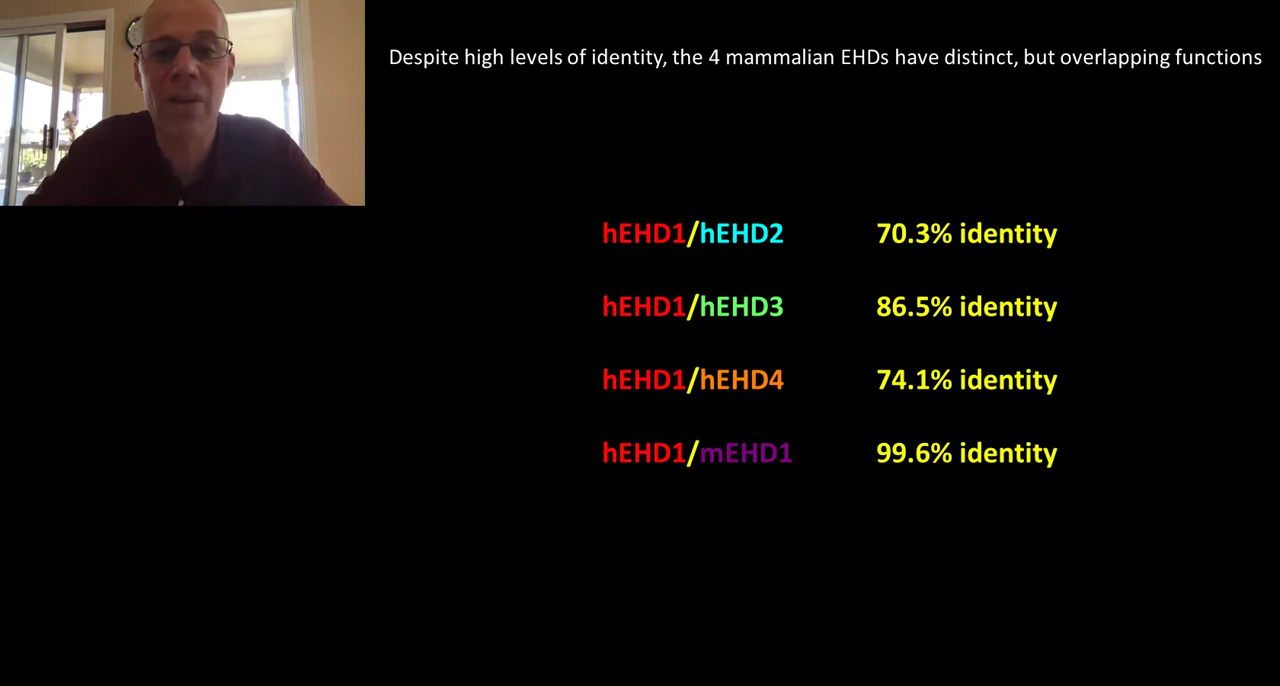 Despite high levels of identity, the 4 mammalian EHDs have distinct, but overlapping functions
hEHD1/hEHD2 70.3% identity
hEHD1/hEHD3 86.5% identity
hEHD1/hEHD4 74.1% identity
hEHD1/mEHD1 99.6% identity